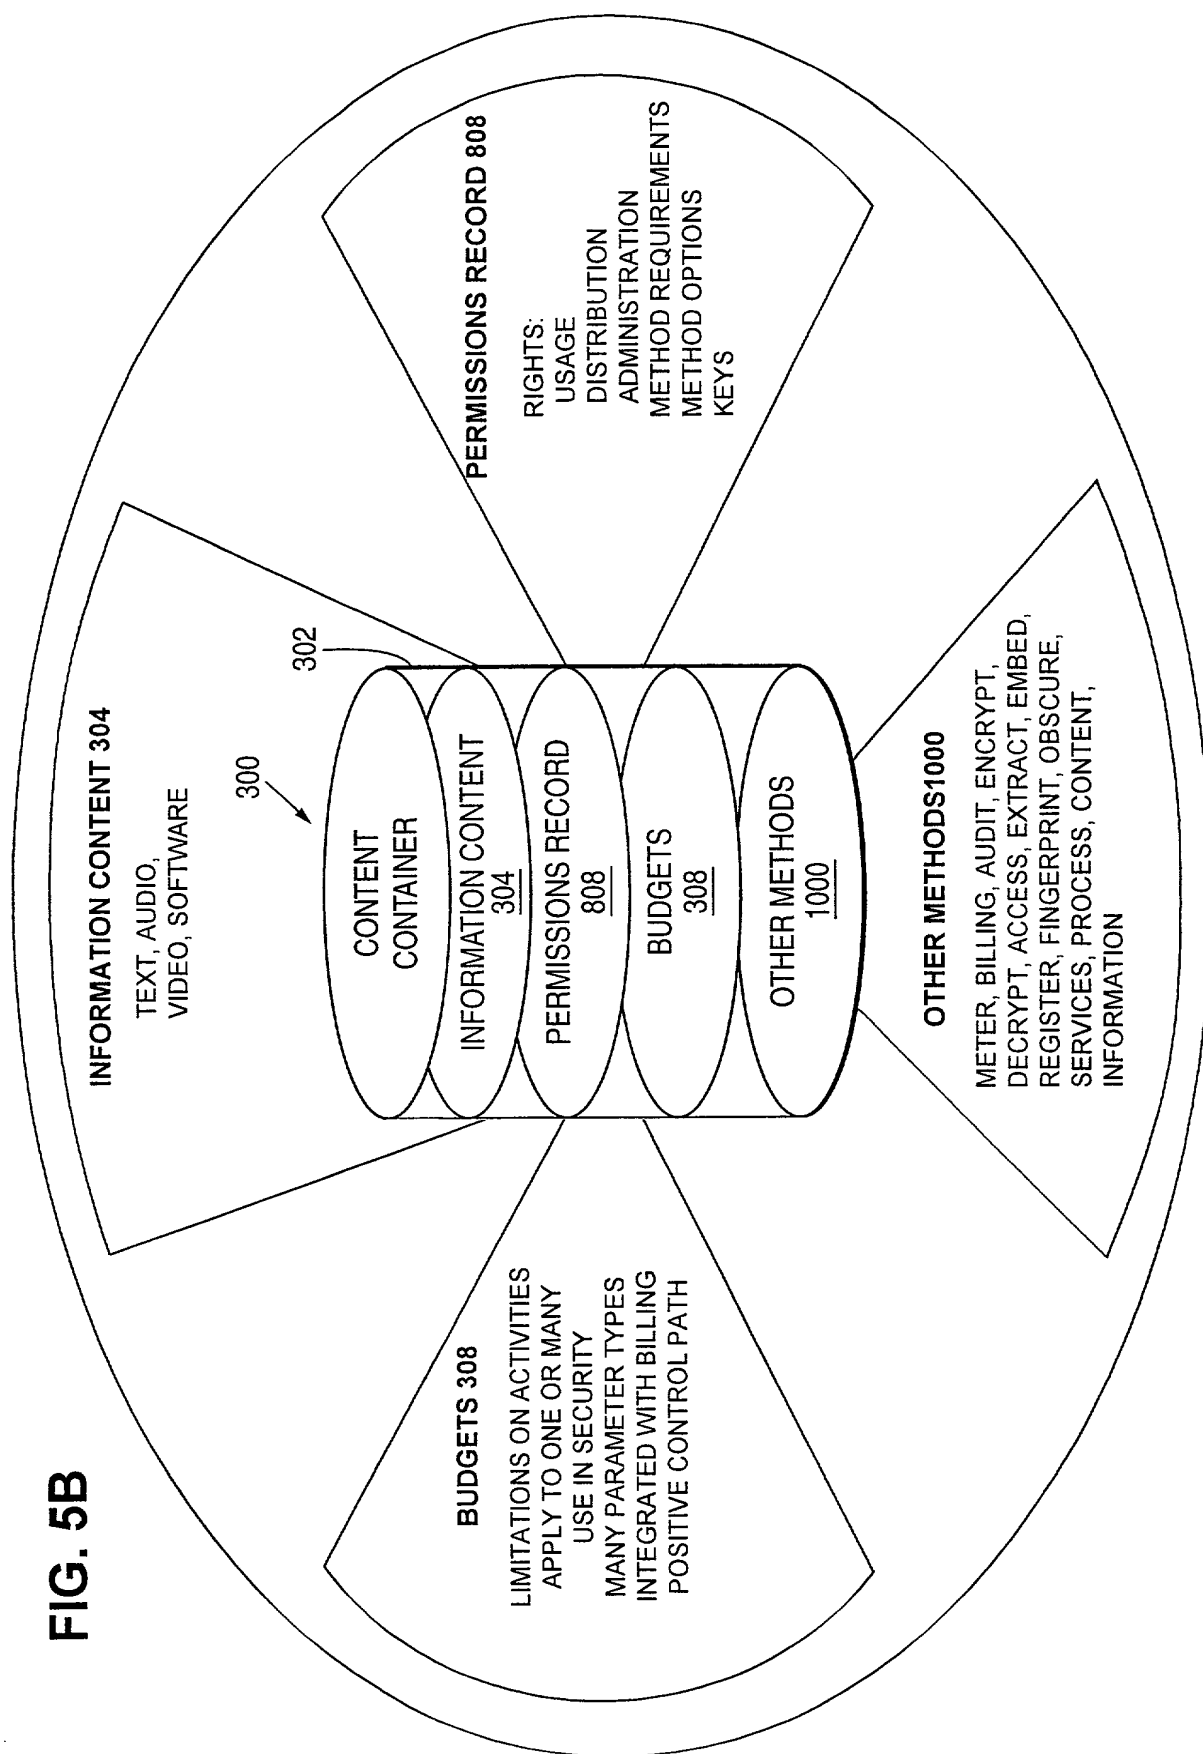 FIG. 5B
INFORMATION CONTENT 304
TEXT, AUDIO,
VIDEO, SOFTWARE
300
302
CONTENT
CONTAINER
INFORMATION CONTENT
304
PERMISSIONS RECORD
808
BUDGETS
308
OTHER METHODS
1000
BUDGETS 308
LIMITATIONS ON ACTIVITIES
APPLY TO ONE OR MANY
USE IN SECURITY
MANY PARAMETER TYPES
INTEGRATED WITH BILLING
POSITIVE CONTROL PATH
PERMISSIONS RECORD 808
RIGHTS:
USAGE
DISTRIBUTION
ADMINISTRATION
METHOD REQUIREMENTS
METHOD OPTIONS
KEYS
OTHER METHODS1000
METER, BILLING, AUDIT, ENCRYPT,
DECRYPT, ACCESS, EXTRACT, EMBED,
REGISTER, FINGERPRINT, OBSCURE,
SERVICES, PROCESS, CONTENT,
INFORMATION